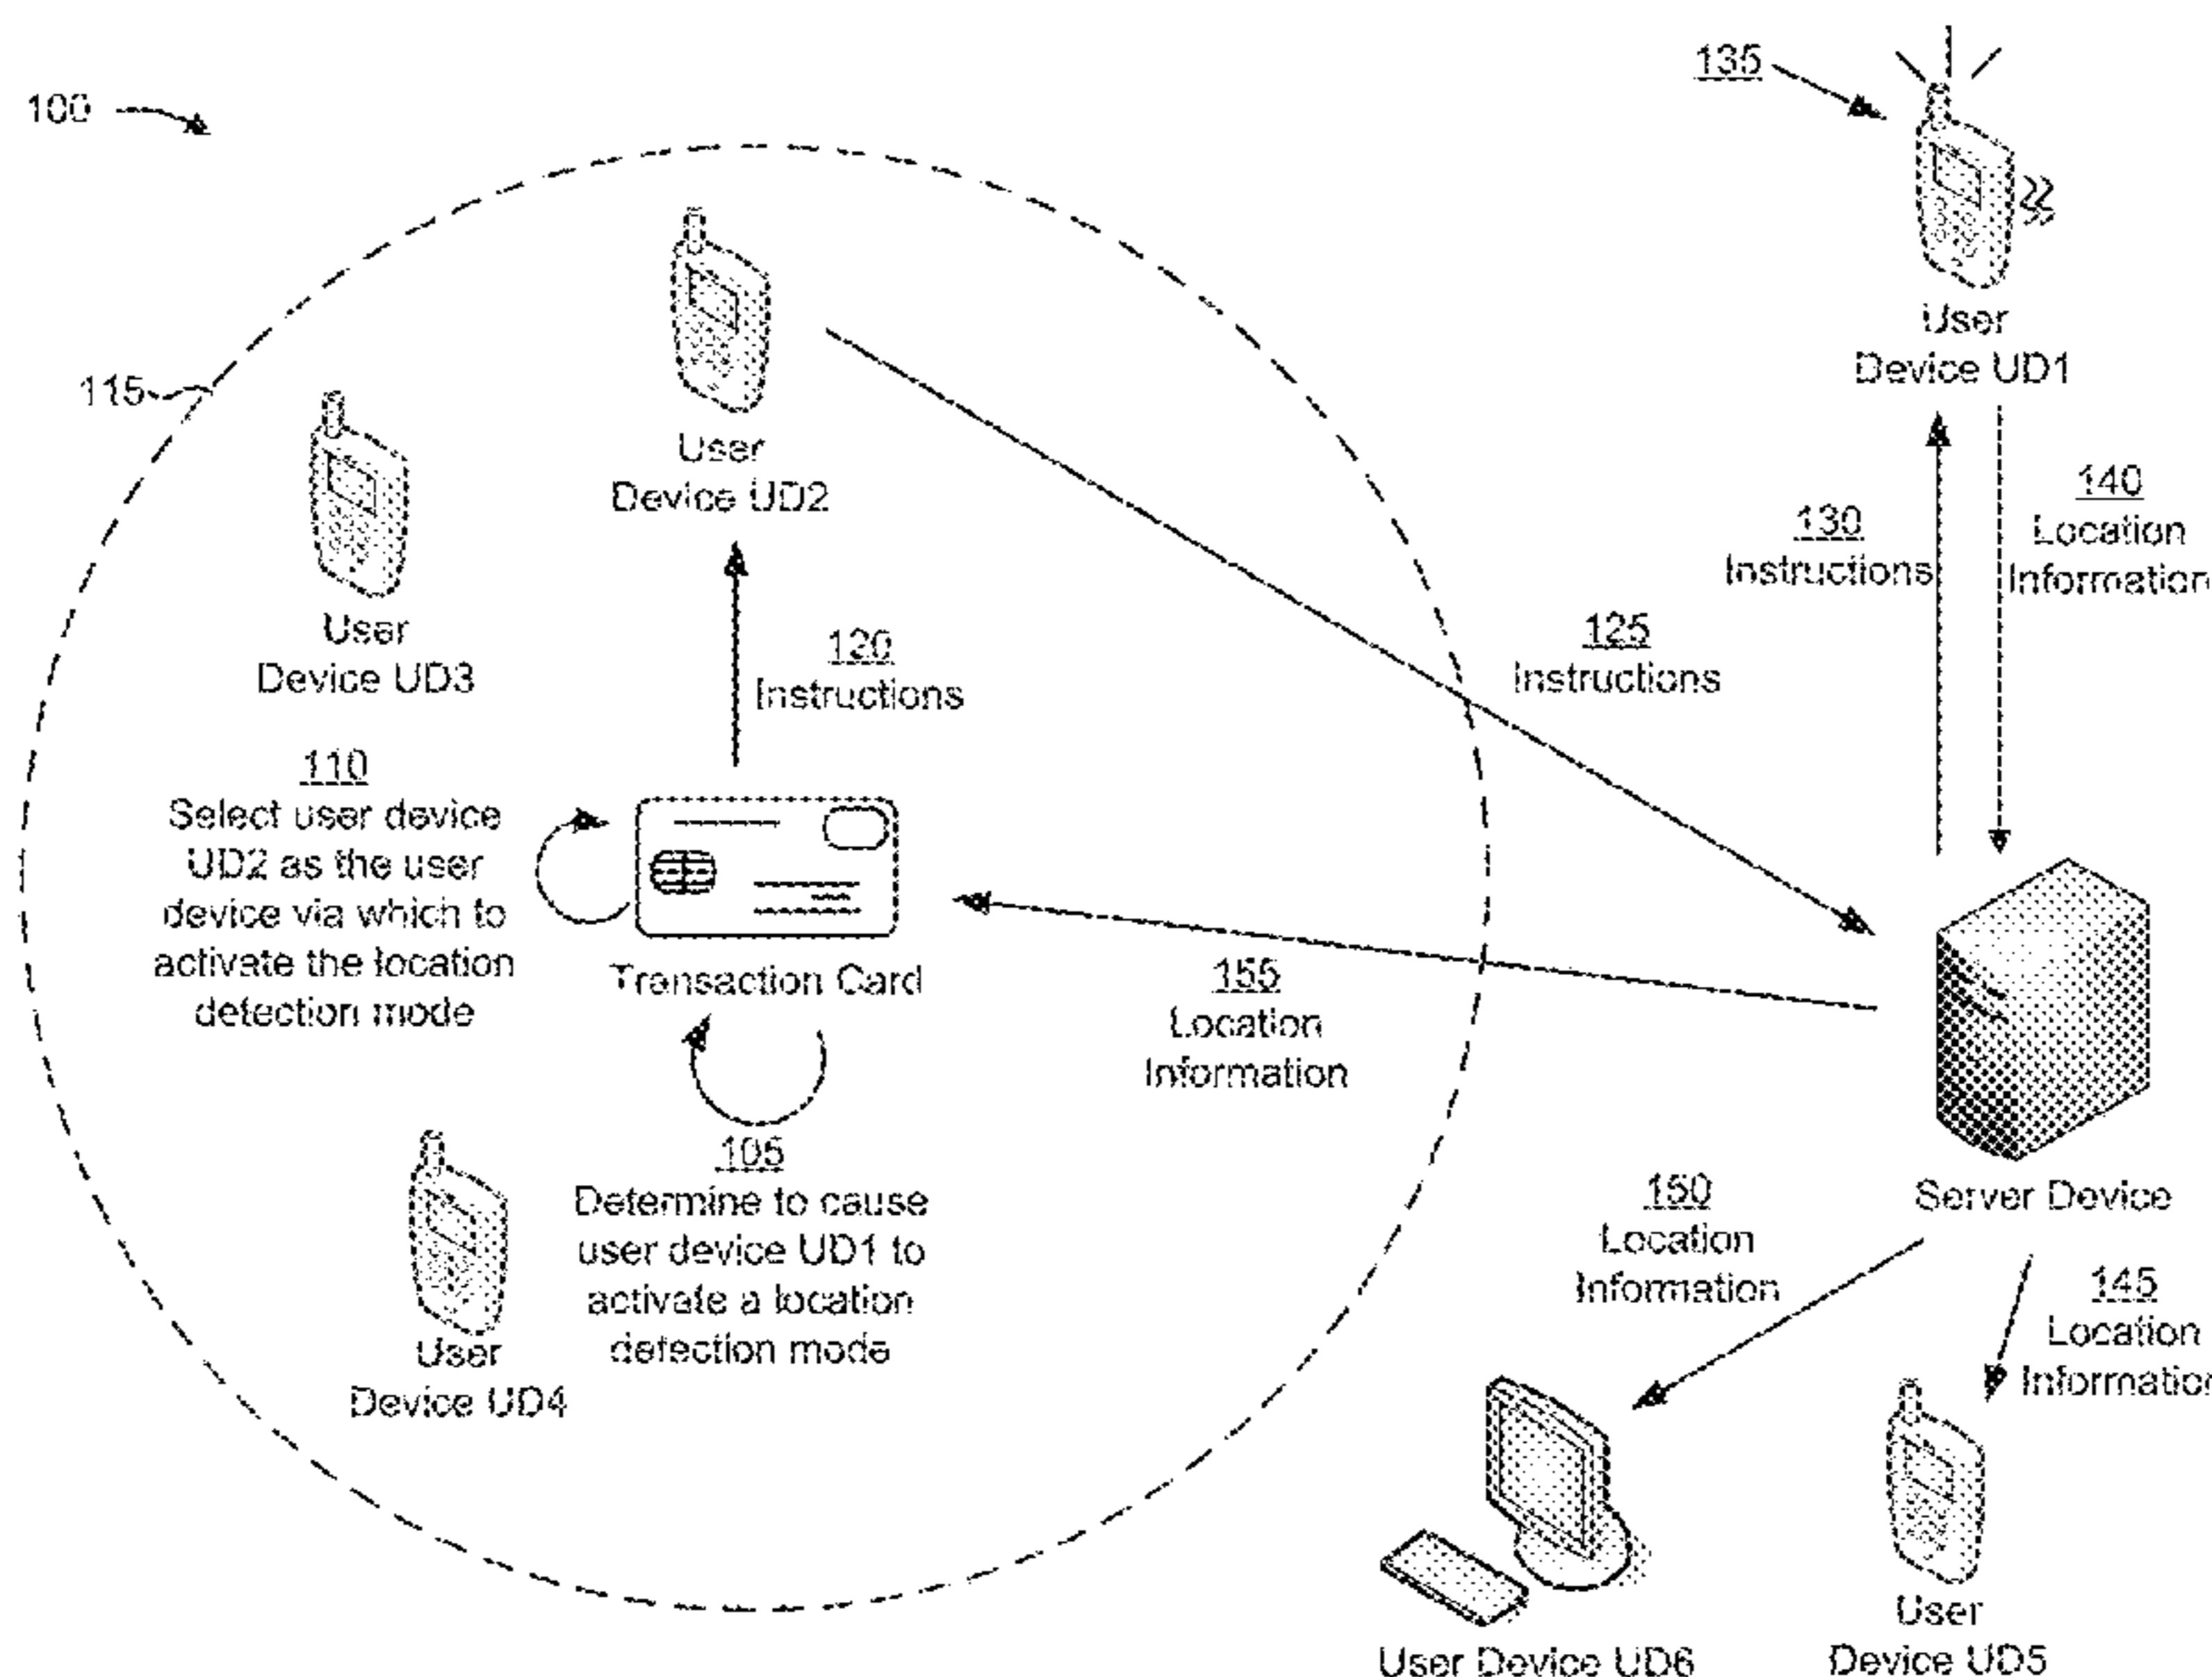 100
135
User
Device UD1
115
User
Device UD2
User
Device UD3
120
Instructions
125
Instructions
130
Instructions
140
Location
Information
110
Select user device
UD2 as the user
device via which to
activate the location
detection mode
Transaction Card
155
Location
Information
105
Determine to cause
user device UD1 to
activate a location
detection mode
User
Device UD4
Server Device
150
Location
Information
145
Location
Information
User Device UD6
User
Device UD5